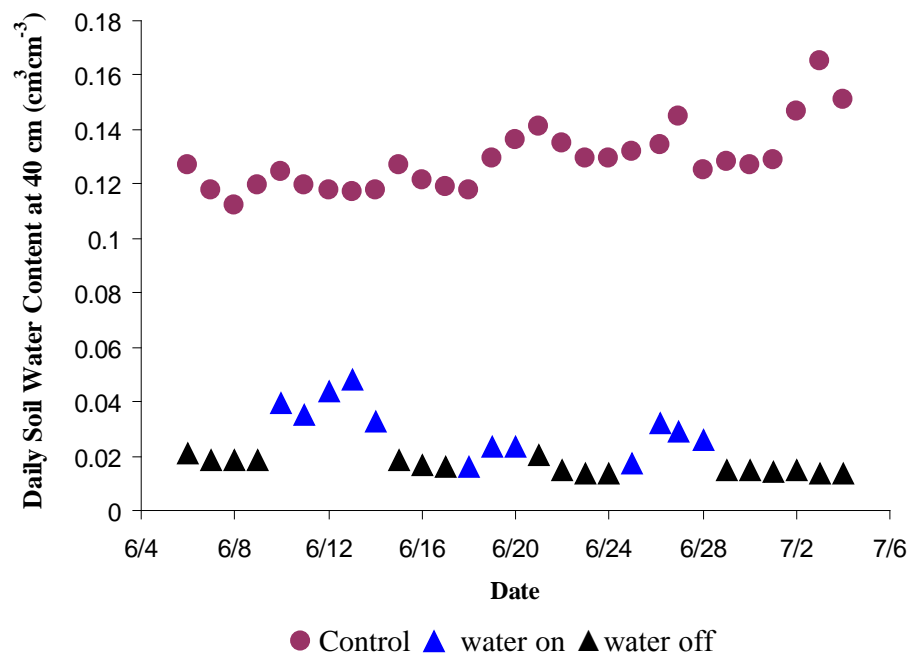 Daily Soil Water Content at 40 cm (cm3cm-3)
0.18
0.16
0.14
0.12
0.1
0.08
0.06
0.04
0.02
0
6/4 6/8 6/12 6/16 6/20 6/24 6/28 7/2 7/6
Date
Control water on water off